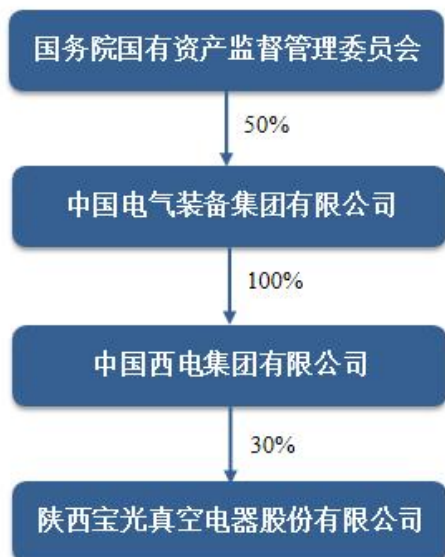 国务院国有资产监督管理委员会
50%
中国电气装备集团有限公司
100%
中国西电集团有限公司
30%
陕西宝光真空电器股份有限公司